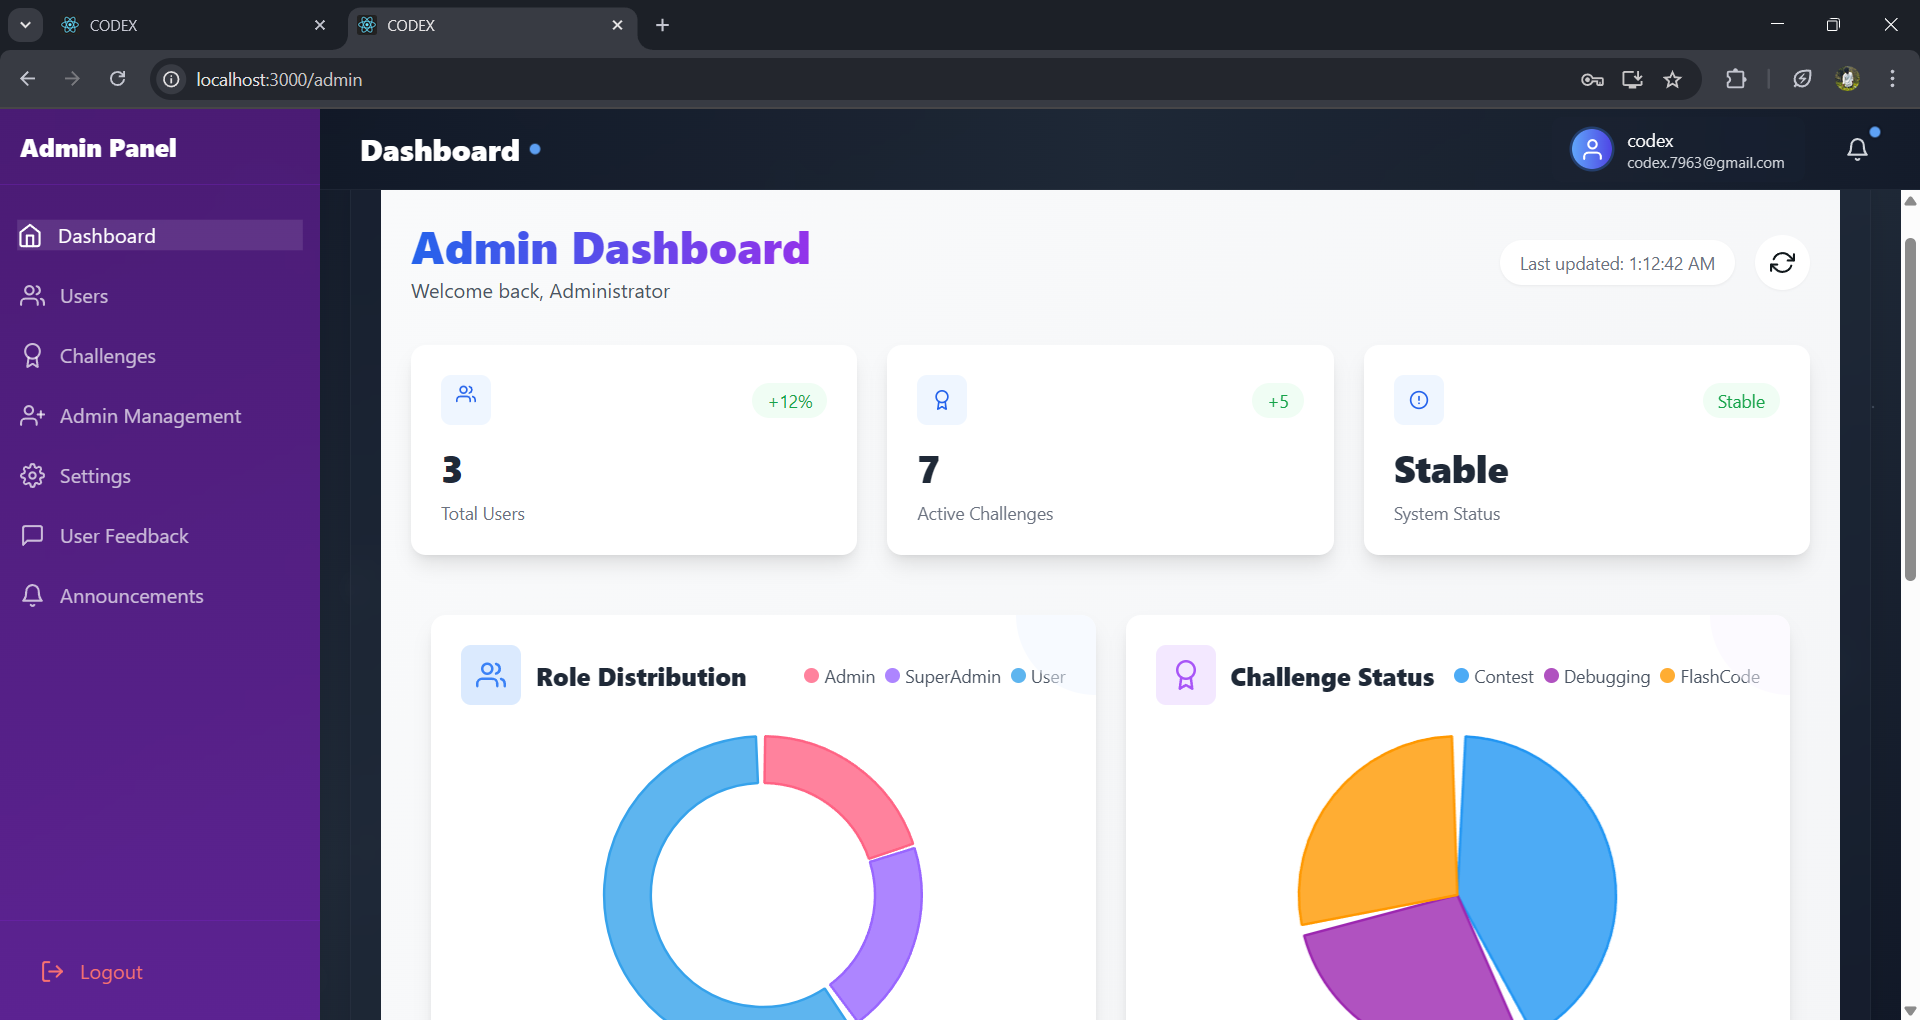 CODEX
CODEX
localhost:3000/admin
Admin Panel
Dashboard
Users
Challenges
Admin Management
Settings
User Feedback
Announcements
Logout
Dashboard
codex
codex.7963@gmail.com
Admin Dashboard
Welcome back, Administrator
Last updated: 1:12:42 AM
+12%
3
Total Users
+5
7
Active Challenges
Stable
Stable
System Status
Role Distribution
Admin SuperAdmin User
Challenge Status
Contest Debugging FlashCode